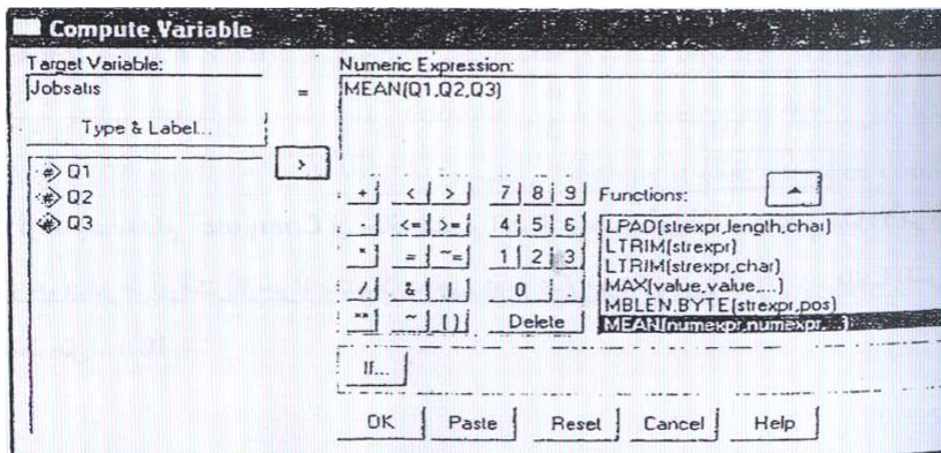 Compute Variable
Target Variable:
Numeric Expression:
Jobsatis
=
MEAN(Q1,Q2,Q3)
Type & Label...
>
Q1
Q2
Q3
+ < > 7 8 9
<= >= 4 5 6
* = ~= 1 2 3
/ & | 0 .
** ~ () Delete
Functions:
LPAD(strexpr,length,char)
LTRIM(strexpr)
LTRIM(strexpr,char)
MAX(value,value,...)
MBLEN.BYTE(strexpr,pos)
MEAN(numexpr,numexpr,...)
If...
OK Paste Reset Cancel Help